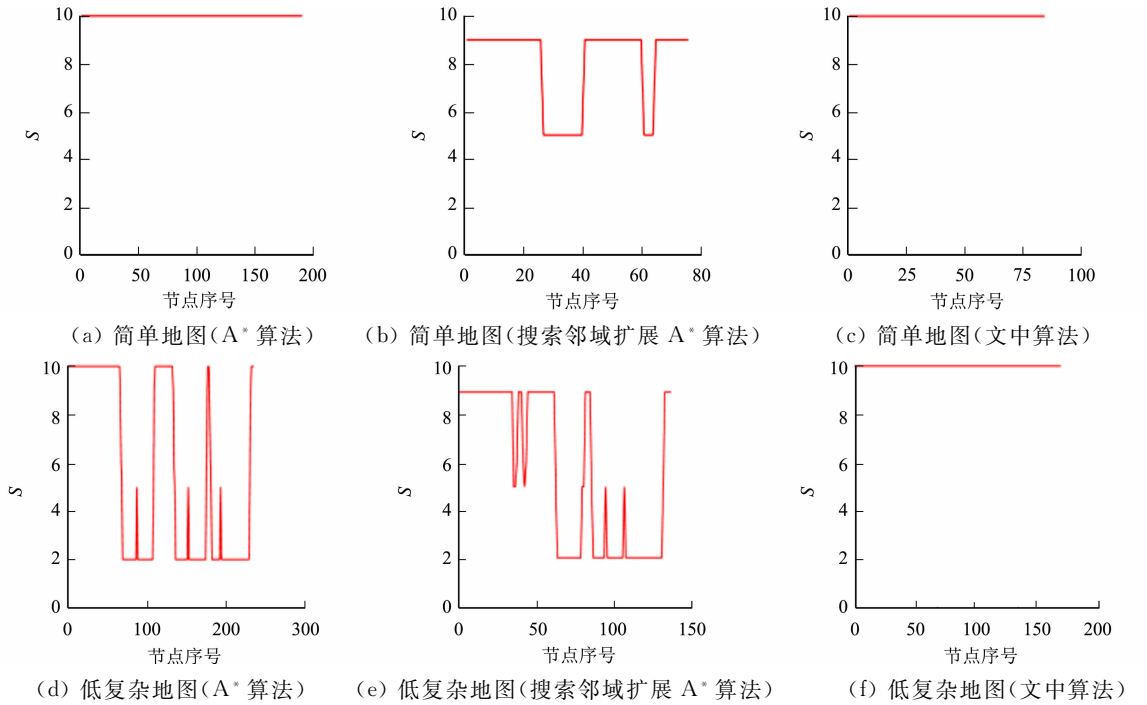 10
8
6
4
2
0
S
0 50 100 150 200
节点序号
(a) 简单地图(A* 算法)
10
8
6
4
2
0
S
0 20 40 60 80
节点序号
(b) 简单地图(搜索邻域扩展 A* 算法)
10
8
6
4
2
0
S
0 25 50 75 100
节点序号
(c) 简单地图(文中算法)
10
8
6
4
2
0
S
0 100 200 300
节点序号
(d) 低复杂地图(A* 算法)
10
8
6
4
2
0
S
0 50 100 150
节点序号
(e) 低复杂地图(搜索邻域扩展 A* 算法)
10
8
6
4
2
0
S
0 50 100 150 200
节点序号
(f) 低复杂地图(文中算法)